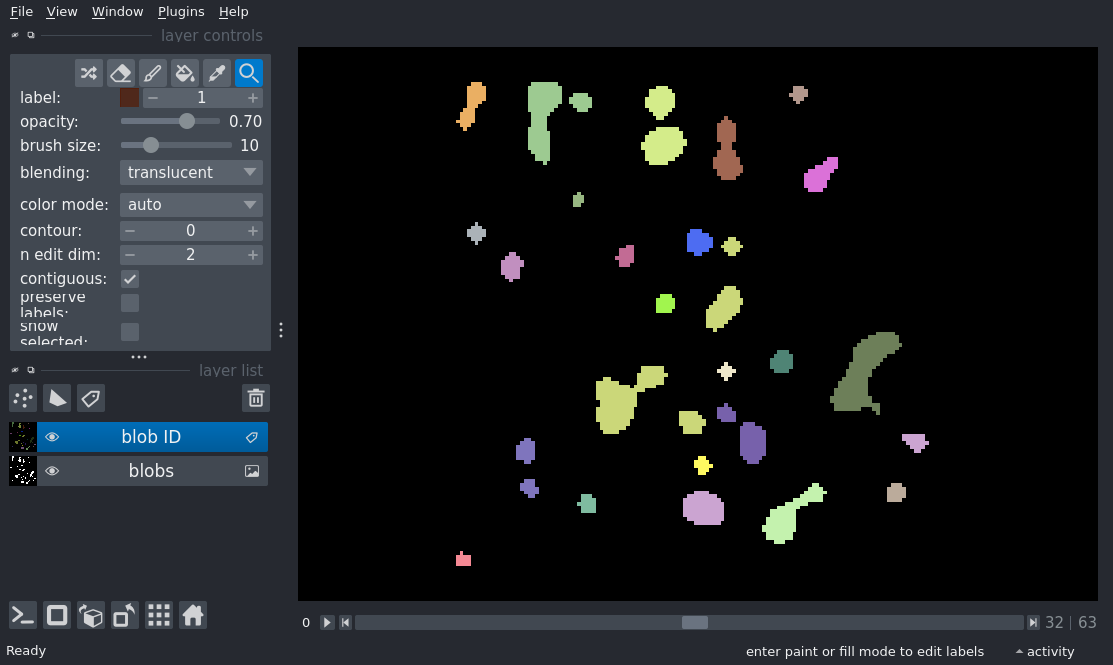 File View Window Plugins Help
layer controls
label: 1
opacity: 0.70
brush size: 10
blending: translucent
color mode: auto
contour: 0
n edit dim: 2
contiguous:
preserve
labels:
show
selected:
layer list
blob ID
blobs
0 32 | 63
Ready enter paint or fill mode to edit labels activity